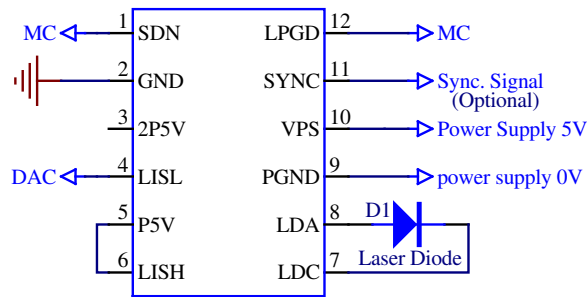 MC 1 SDN LPGD 12 MC
2 GND SYNC 11 Sync. Signal
(Optional)
3 2P5V VPS 10 Power Supply 5V
DAC 4 LISL PGND 9 power supply 0V
5 P5V LDA 8 D1
Laser Diode
6 LISH LDC 7